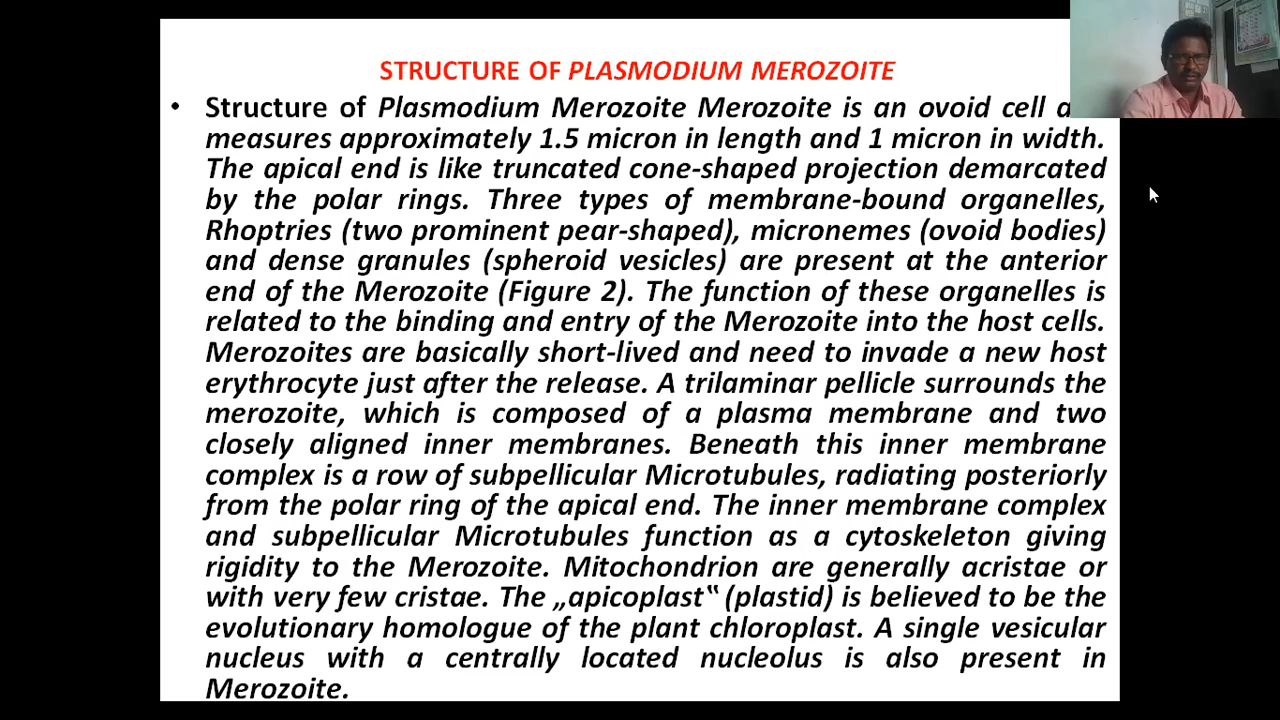 STRUCTURE OF PLASMODIUM MEROZOITE
• Structure of Plasmodium Merozoite Merozoite is an ovoid cell a
measures approximately 1.5 micron in length and 1 micron in width.
The apical end is like truncated cone-shaped projection demarcated
by the polar rings. Three types of membrane-bound organelles,
Rhoptries (two prominent pear-shaped), micronemes (ovoid bodies)
and dense granules (spheroid vesicles) are present at the anterior
end of the Merozoite (Figure 2). The function of these organelles is
related to the binding and entry of the Merozoite into the host cells.
Merozoites are basically short-lived and need to invade a new host
erythrocyte just after the release. A trilaminar pellicle surrounds the
merozoite, which is composed of a plasma membrane and two
closely aligned inner membranes. Beneath this inner membrane
complex is a row of subpellicular Microtubules, radiating posteriorly
from the polar ring of the apical end. The inner membrane complex
and subpellicular Microtubules function as a cytoskeleton giving
rigidity to the Merozoite. Mitochondrion are generally acristae or
with very few cristae. The „apicoplast‟ (plastid) is believed to be the
evolutionary homologue of the plant chloroplast. A single vesicular
nucleus with a centrally located nucleolus is also present in
Merozoite.